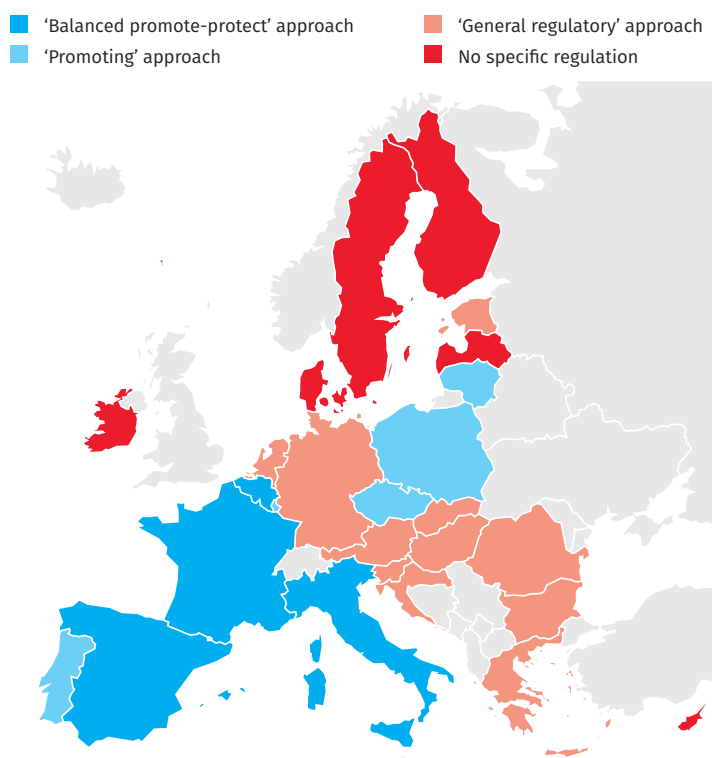 ‘Balanced promote-protect’ approach
‘General regulatory’ approach
‘Promoting’ approach
No specific regulation